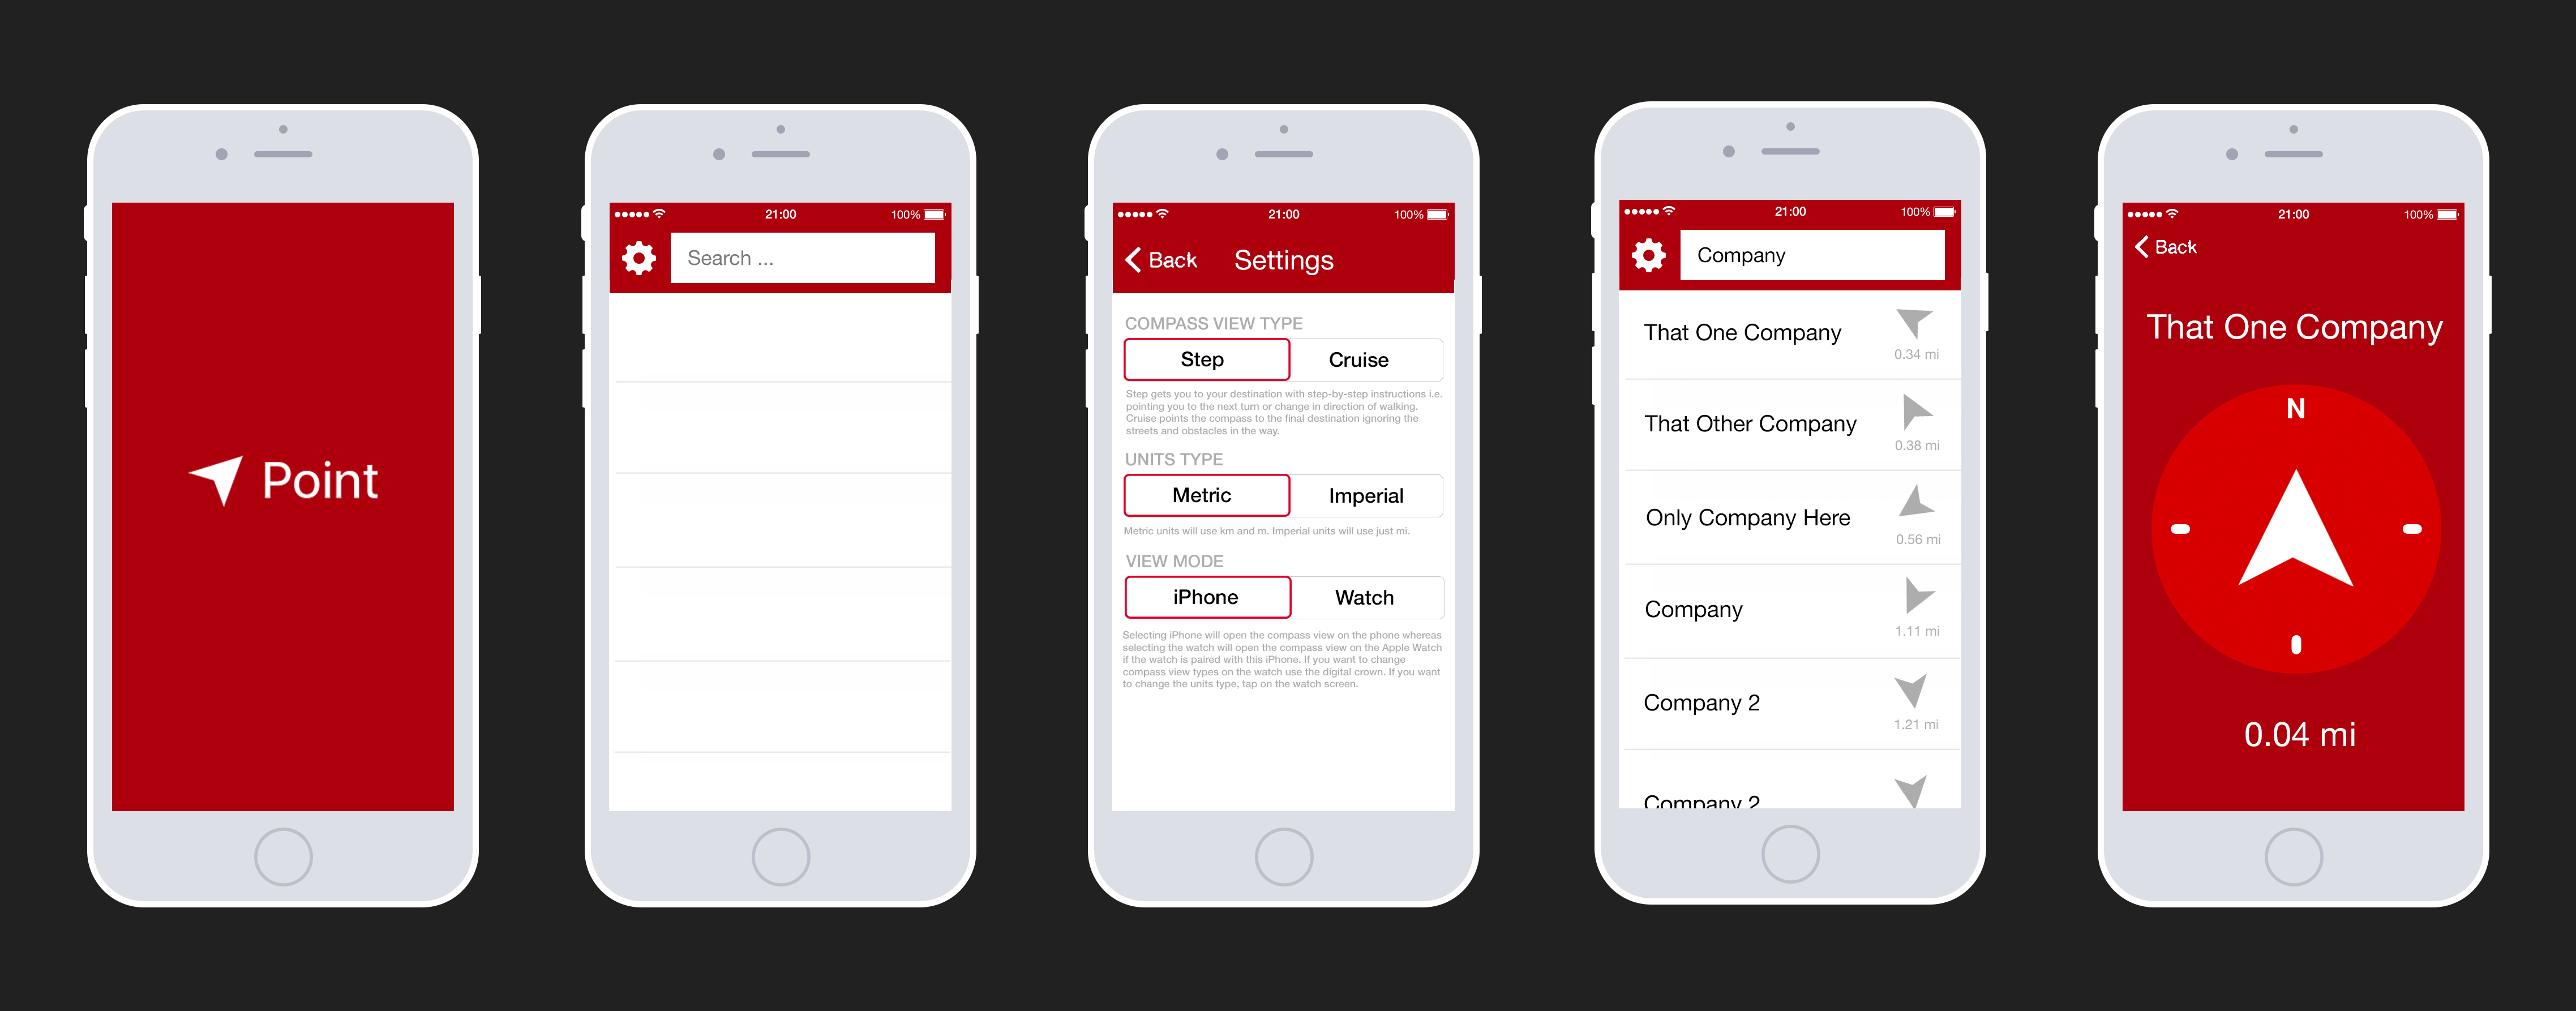 Point
21:00
100%
Search ...
21:00
100%
Back
Settings
COMPASS VIEW TYPE
Step
Cruise
Step gets you to your destination with step-by-step instructions i.e.
pointing you to the next turn or change in direction of walking.
Cruise points the compass to the final destination ignoring the
streets and obstacles in the way.
UNITS TYPE
Metric
Imperial
Metric units will use km and m. Imperial units will use just mi.
VIEW MODE
iPhone
Watch
Selecting iPhone will open the compass view on the phone whereas
selecting the watch will open the compass view on the Apple Watch
if the watch is paired with this iPhone. If you want to change
compass view types on the watch use the digital crown. If you want
to change the units type, tap on the watch screen.
21:00
100%
Company
That One Company
0.34 mi
That Other Company
0.38 mi
Only Company Here
0.56 mi
Company
1.11 mi
Company 2
1.21 mi
Company 2
21:00
100%
Back
That One Company
N
0.04 mi